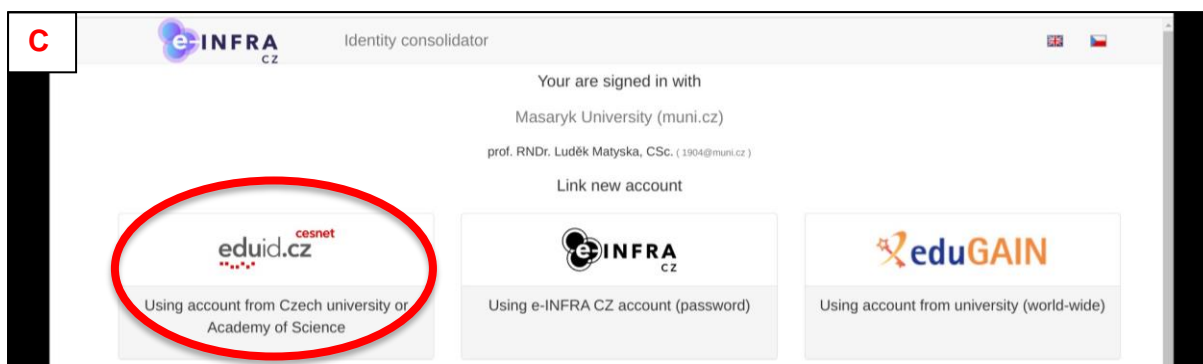 C
e-INFRA
CZ
Identity consolidator
Your are signed in with
Masaryk University (muni.cz)
prof. RNDr. Luděk Matyska, CSc. ( 1904@muni.cz )
Link new account
cesnet
eduid.cz
Using account from Czech university or
Academy of Science
e-INFRA
CZ
Using e-INFRA CZ account (password)
eduGAIN
Using account from university (world-wide)